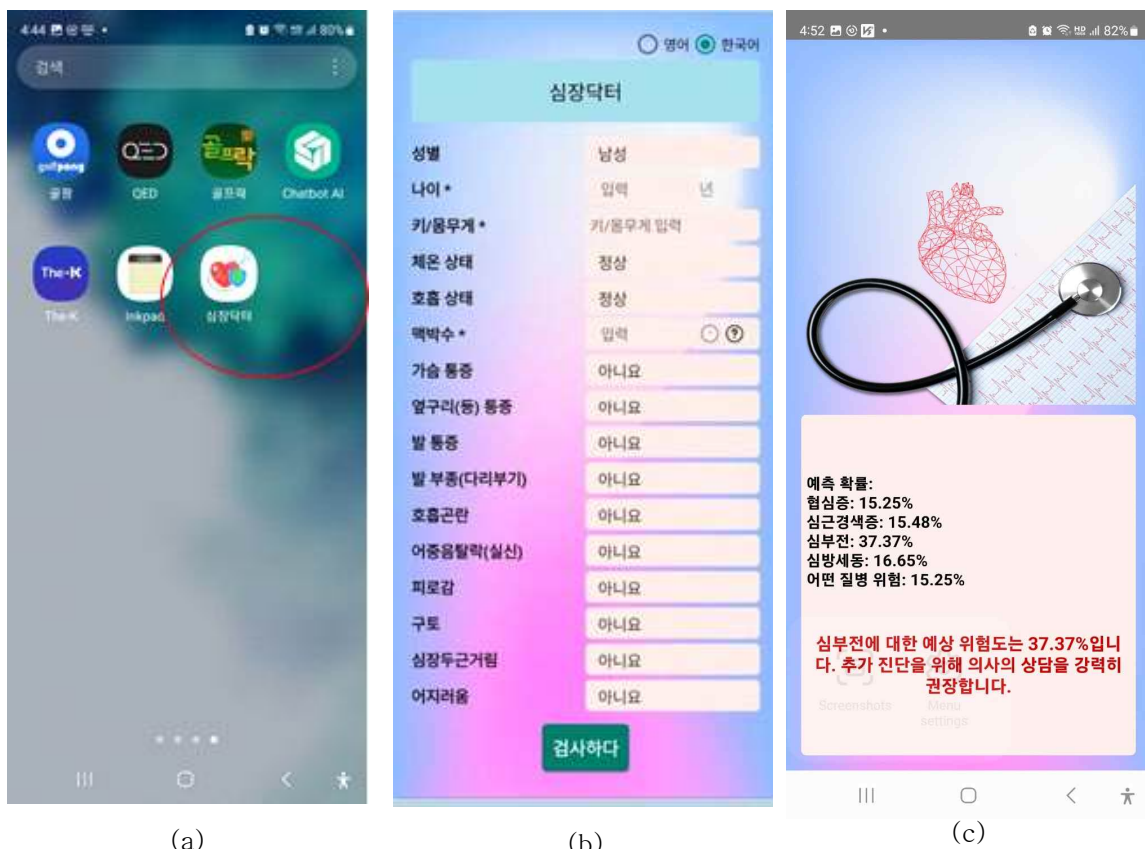 4:44
80%
검색
golfpong
QED
골프락
골퐁
QED
골프락
Chatbot AI
The-K
The-K
Inkpad
심장닥터
영어 한국어
심장닥터
성별 남성
나이 * 입력 년
키/몸무게 * 키/몸무게 입력
체온 상태 정상
호흡 상태 정상
맥박수 * 입력
가슴 통증 아니요
옆구리(등) 통증 아니요
발 통증 아니요
발 부종(다리부기) 아니요
호흡곤란 아니요
어중음탈락(실신) 아니요
피로감 아니요
구토 아니요
심장두근거림 아니요
어지러움 아니요
검사하다
4:52
82%
예측 확률:
협심증: 15.25%
심근경색증: 15.48%
심부전: 37.37%
심방세동: 16.65%
어떤 질병 위험: 15.25%
심부전에 대한 예상 위험도는 37.37%입니
다. 추가 진단을 위해 의사의 상담을 강력히
권장합니다.
Screenshots
Menu
settings
(a)
(b)
(c)